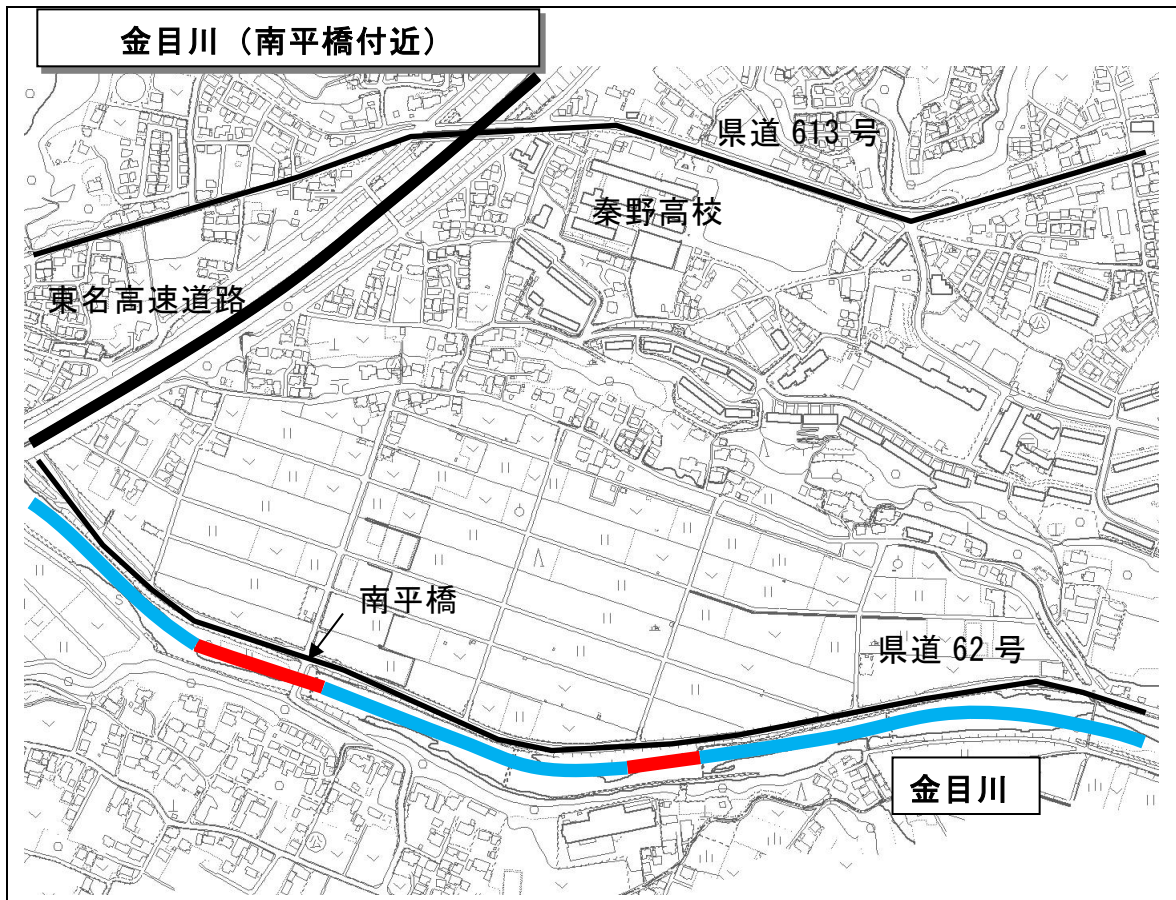 金目川（南平橋付近）
県道 613 号
秦野高校
東名高速道路
南平橋
県道 62 号
金目川